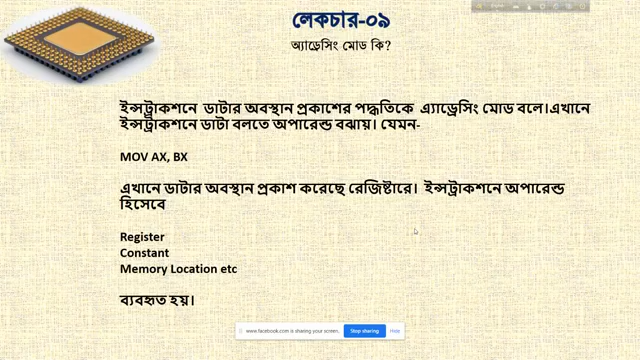 লেকচার-০৯
অ্যাড্রেসিং মোড কি?
ইন্সট্রাকশনে ডাটার অবস্থান প্রকাশের পদ্ধতিকে এ্যাড্রেসিং মোড বলে।এখানে
ইন্সট্রাকশনে ডাটা বলতে অপারেন্ড বঝায়। যেমন-
MOV AX, BX
এখানে ডাটার অবস্থান প্রকাশ করেছে রেজিষ্টারে। ইন্সট্রাকশনে অপারেন্ড
হিসেবে
Register
Constant
Memory Location etc
ব্যবহৃত হয়।
www.facebook.com is sharing your screen. Stop sharing Hide